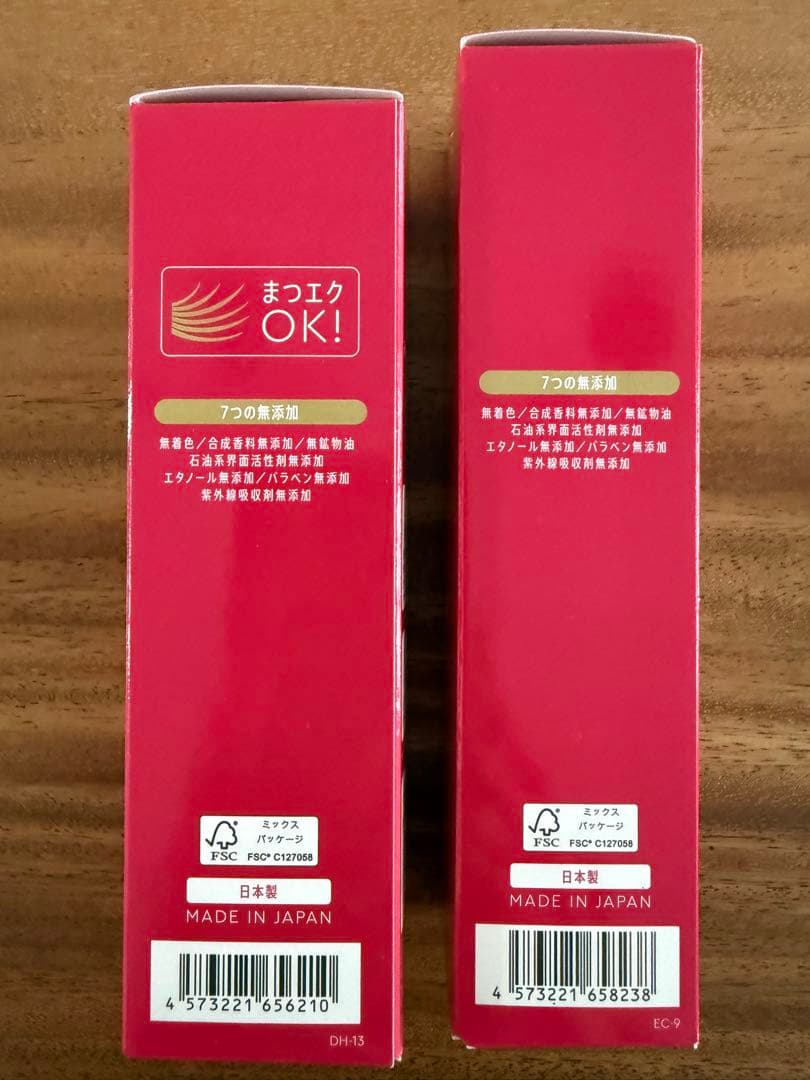 まつエク
OK!
7つの無添加
無着色／合成香料無添加／無鉱物油
石油系界面活性剤無添加
エタノール無添加／パラベン無添加
紫外線吸収剤無添加
FSC
ミックス
パッケージ
FSC® C127058
日本製
MADE IN JAPAN
4 573221 656210
DH-13
7つの無添加
無着色／合成香料無添加／無鉱物油
石油系界面活性剤無添加
エタノール無添加／パラベン無添加
紫外線吸収剤無添加
FSC
ミックス
パッケージ
FSC® C127058
日本製
MADE IN JAPAN
4 573221 658238
EC-9